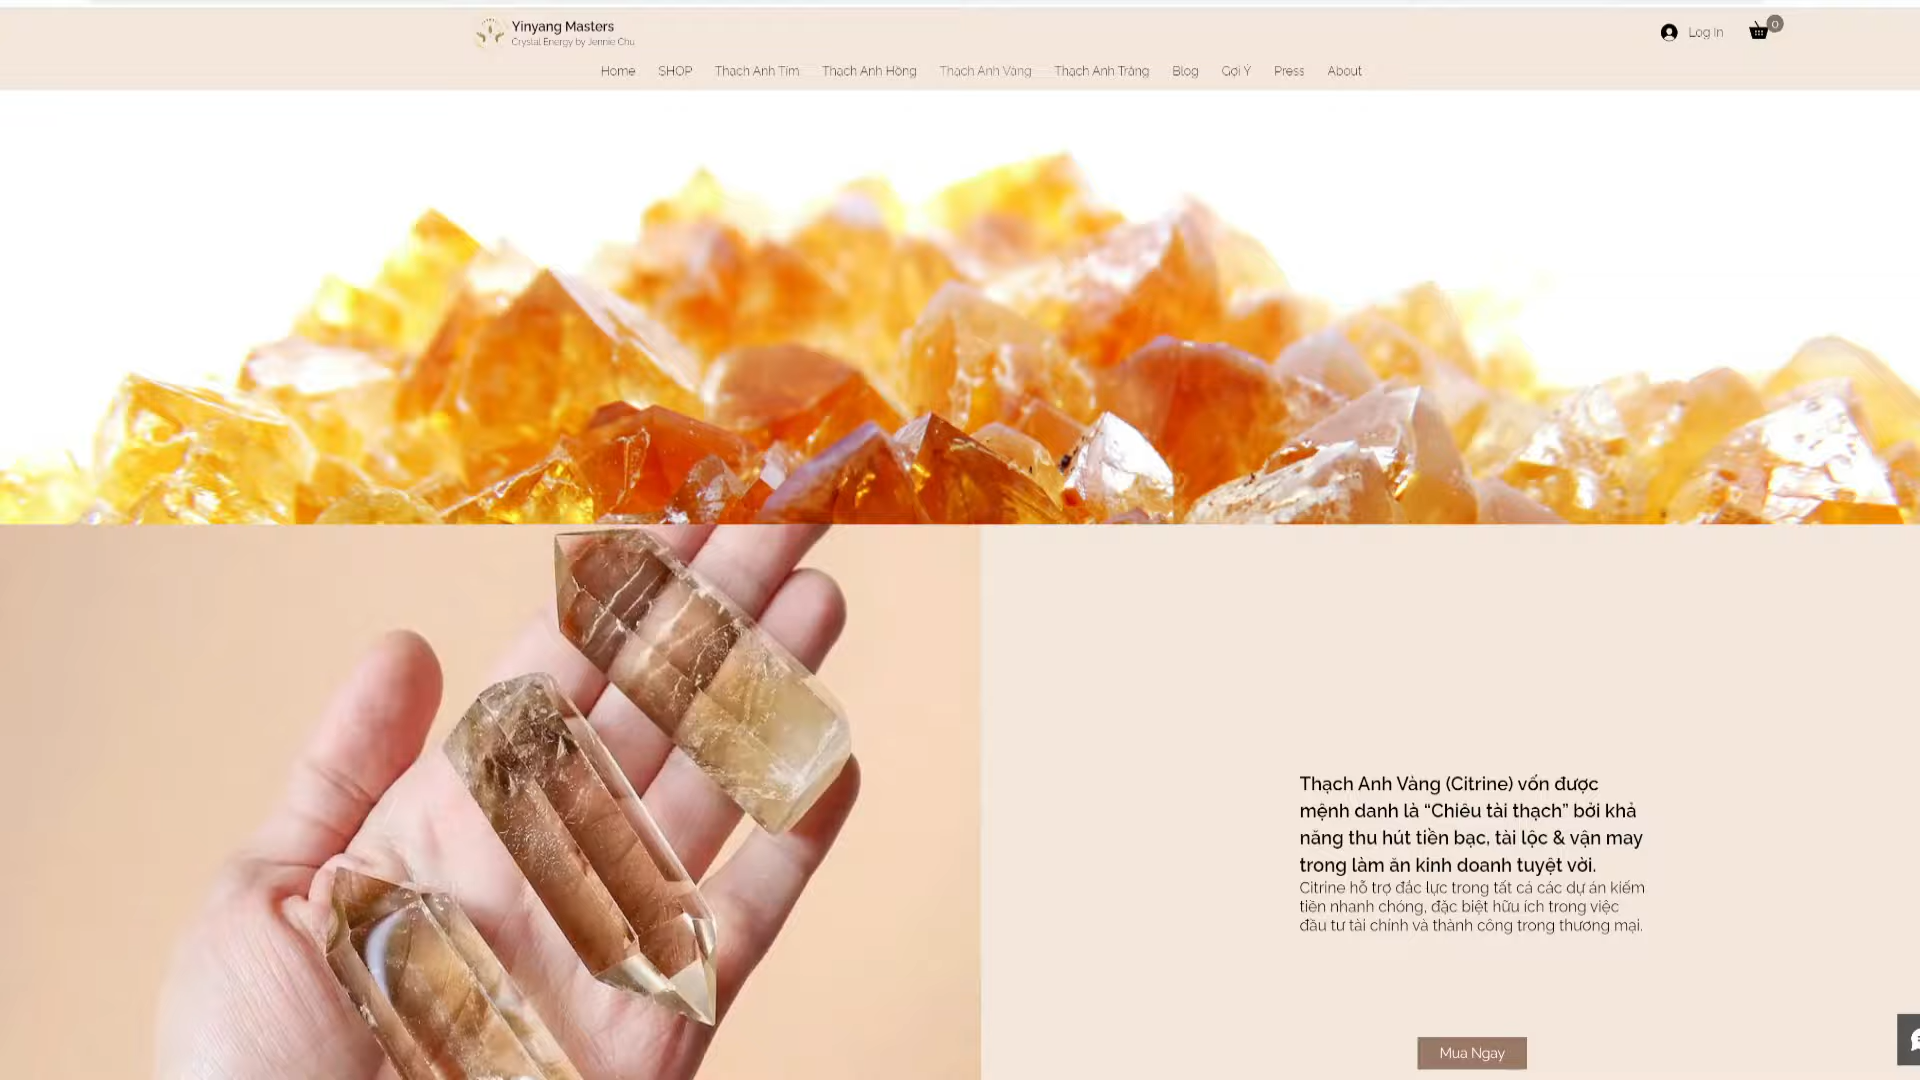 Yinyang Masters
Crystal Energy by Jennie Chu
Log In
0
Home SHOP Thạch Anh Tím Thạch Anh Hồng Thạch Anh Vàng Thạch Anh Trắng Blog Gợi Ý Press About
Thạch Anh Vàng (Citrine) vốn được
mệnh danh là “Chiêu tài thạch” bởi khả
năng thu hút tiền bạc, tài lộc & vận may
trong làm ăn kinh doanh tuyệt vời.
Citrine hỗ trợ đắc lực trong tất cả các dự án kiếm
tiền nhanh chóng, đặc biệt hữu ích trong việc
đầu tư tài chính và thành công trong thương mại.
Mua Ngay